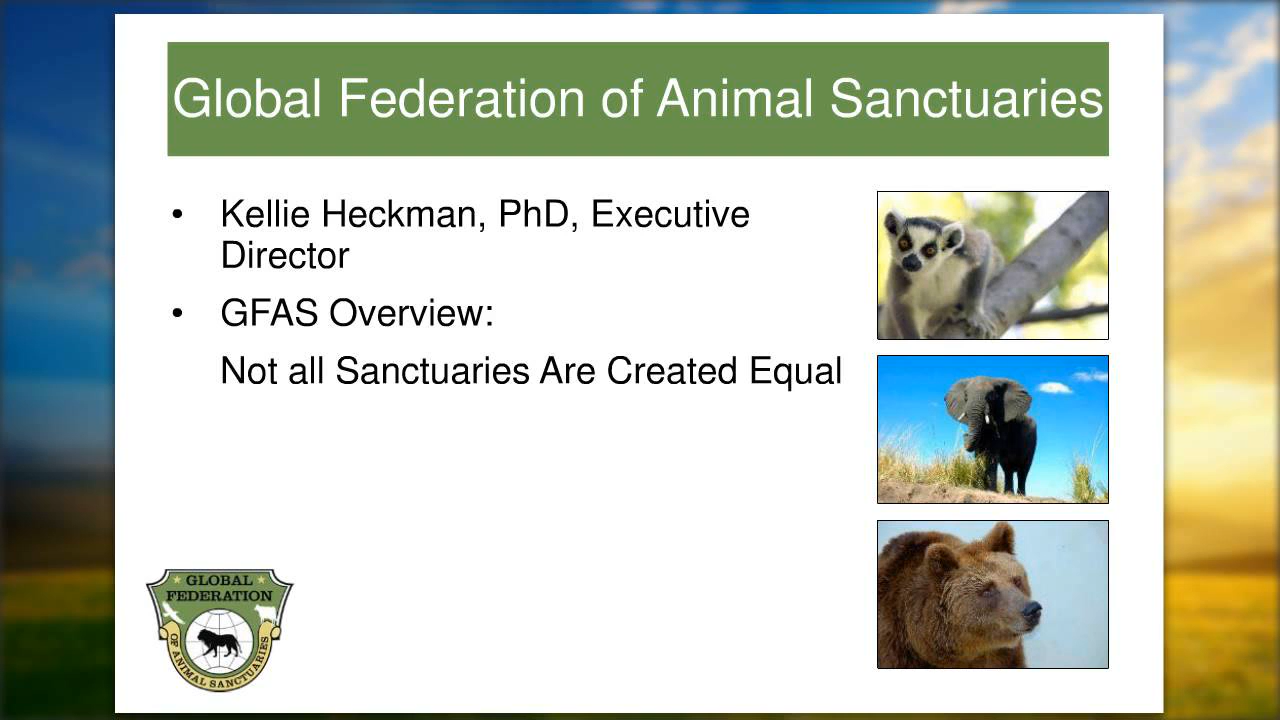 Global Federation of Animal Sanctuaries
• Kellie Heckman, PhD, Executive
Director
• GFAS Overview:
Not all Sanctuaries Are Created Equal
GLOBAL
FEDERATION
OF ANIMAL SANCTUARIES